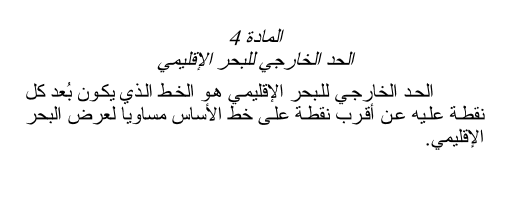 المادة 4
الحد الخارجي للبحر الإقليمي
الحد الخارجي للبحر الإقليمي هو الخط الذي يكون بُعد كل
نقطة عليه عن أقرب نقطة على خط الأساس مساويا لعرض البحر
الإقليمي.